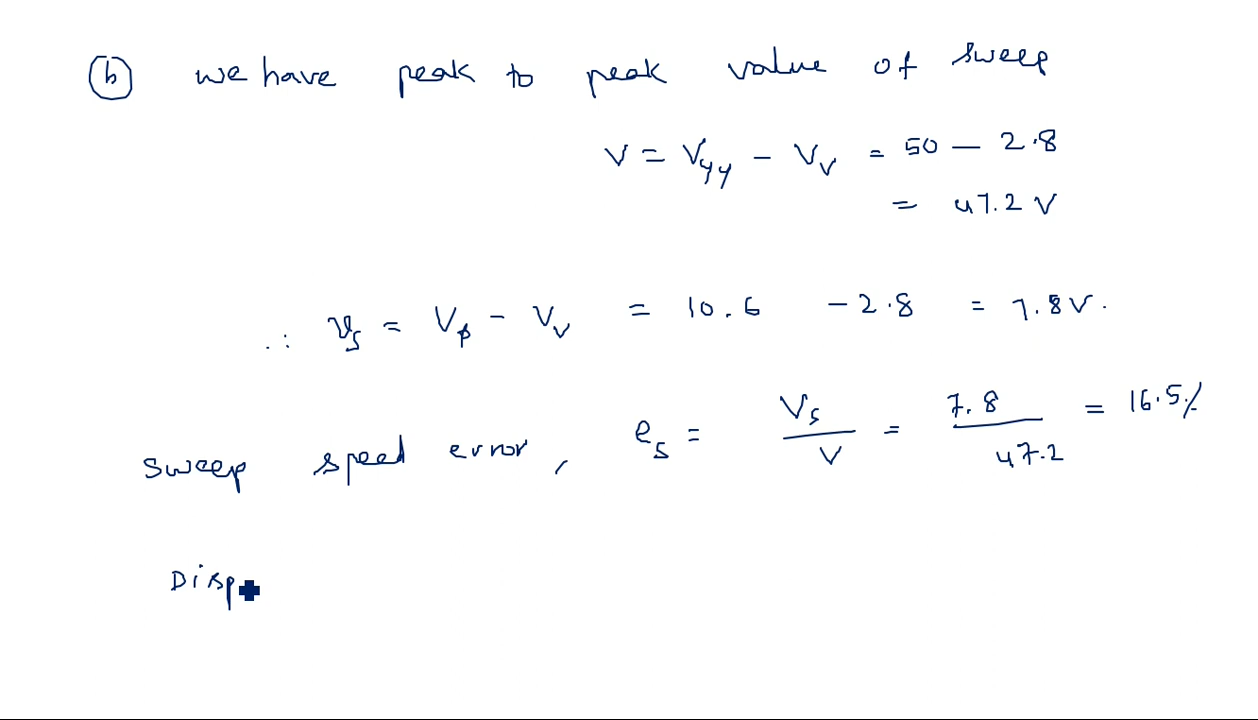 (b) we have peak to peak value of sweep
V = Vyy - Vv = 50 - 2.8
= 47.2 V
∴ Vs = Vp - Vv = 10.6 - 2.8 = 7.8 V.
sweep speed error, es = Vs / V = 7.8 / 47.2 = 16.5%
Disp